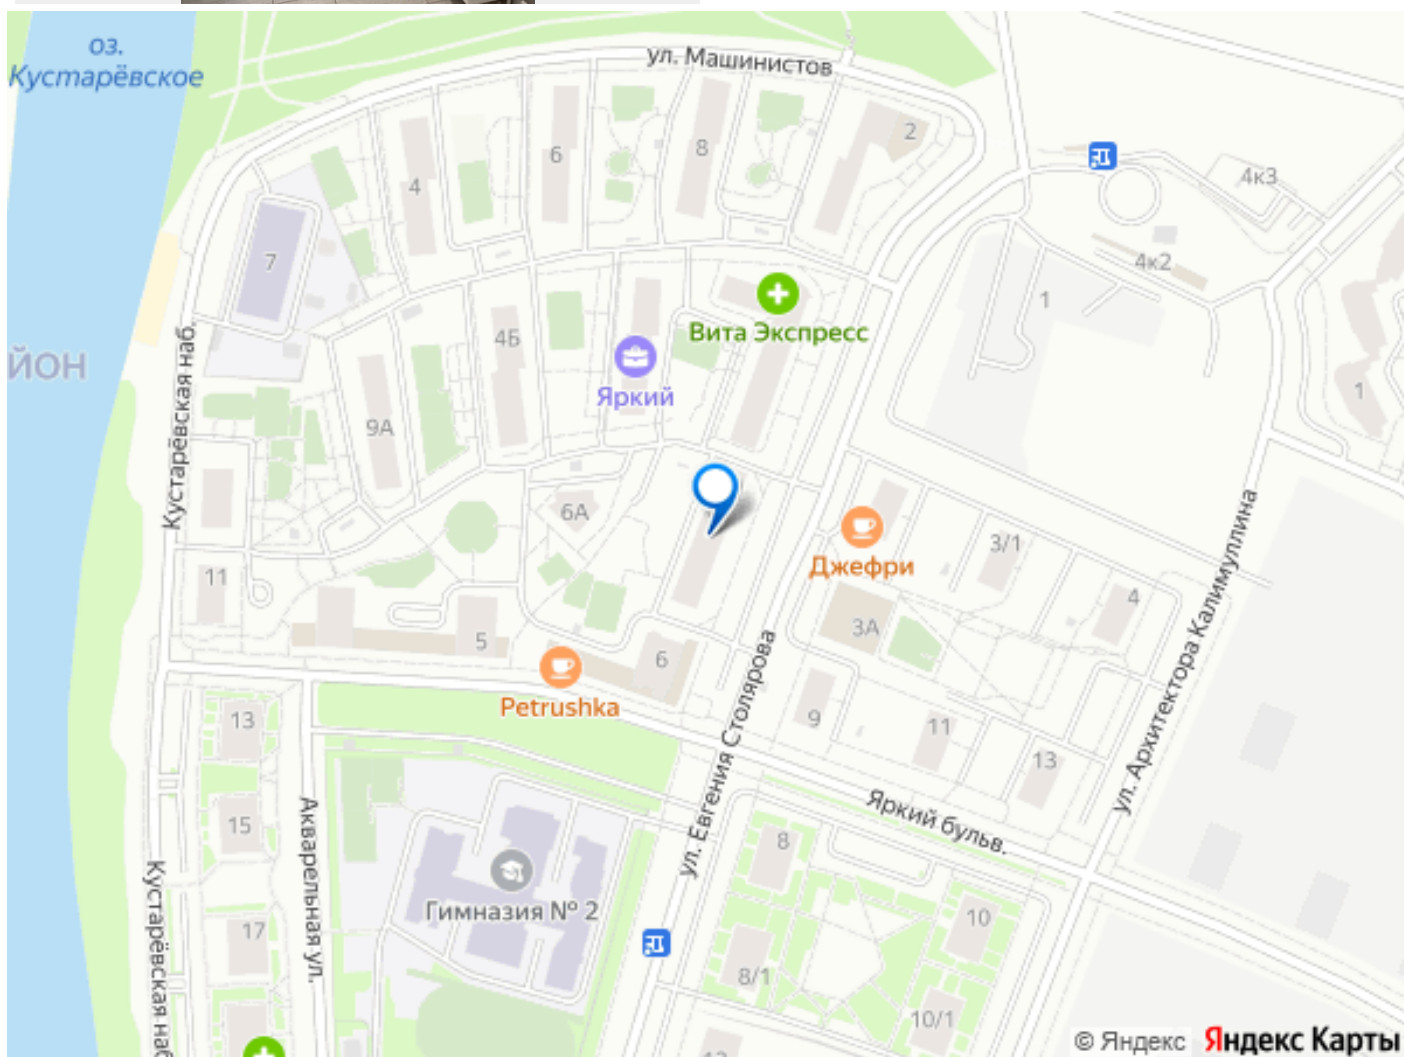 оз.
Кустарёвское
ул. Машинистов
2
8
6
4
4к3
7
4к2
1
Вита Экспресс
4Б
ЙОН
Яркий
1
9А
Кустарёвская наб.
6А
Джефри
3/1
11
4
3А
5
6
Petrushka
ул. Архитектора Калимуллина
9
13
11
13
ул. Евгения Столярова
Яркий бульв.
15
Акварельная ул.
8
Гимназия № 2
Кустарёвская наб
17
10
8/1
10/1
© Яндекс Яндекс Карты